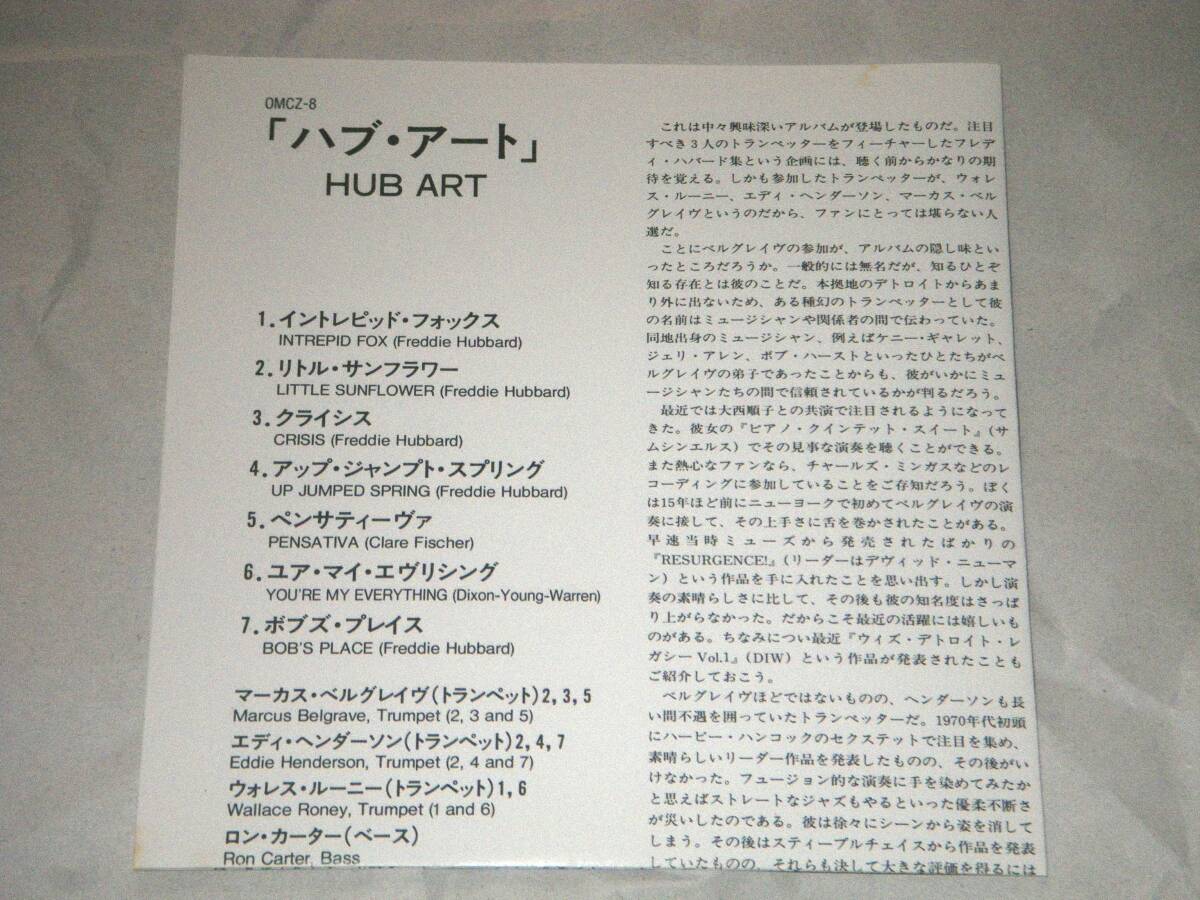 OMCZ-8
「ハブ・アート」
HUB ART
1.イントレピッド・フォックス
INTREPID FOX (Freddie Hubbard)
2.リトル・サンフラワー
LITTLE SUNFLOWER (Freddie Hubbard)
3.クライシス
CRISIS (Freddie Hubbard)
4.アップ・ジャンプト・スプリング
UP JUMPED SPRING (Freddie Hubbard)
5.ペンサティーヴァ
PENSATIVA (Clare Fischer)
6.ユア・マイ・エヴリシング
YOU'RE MY EVERYTHING (Dixon-Young-Warren)
7.ボブズ・プレイス
BOB'S PLACE (Freddie Hubbard)
マーカス・ベルグレイヴ(トランペット)2,3,5
Marcus Belgrave, Trumpet (2, 3 and 5)
エディ・ヘンダーソン(トランペット)2,4,7
Eddie Henderson, Trumpet (2, 4 and 7)
ウォレス・ルーニー(トランペット)1,6
Wallace Roney, Trumpet (1 and 6)
ロン・カーター(ベース)
Ron Carter, Bass
これは中々興味深いアルバムが登場したものだ。注目
すべき3人のトランペッターをフィーチャーしたフレデ
ィ・ハバード集という企画には、聴く前からかなりの期
待を覚える。しかも参加したトランペッターが、ウォレ
ス・ルーニー、エディ・ヘンダーソン、マーカス・ベル
グレイヴというのだから、ファンにとっては堪らない人
選だ。
ことにベルグレイヴの参加が、アルバムの隠し味とい
ったところだろうか。一般的には無名だが、知るひとぞ
知る存在とは彼のことだ。本拠地のデトロイトからあま
り外に出ないため、ある種幻のトランペッターとして彼
の名前はミュージシャンや関係者の間で伝わっていた。
同地出身のミュージシャン、例えばケニー・ギャレット、
ジェリ・アレン、ボブ・ハーストといったひとたちがベ
ルグレイヴの弟子であったことからも、彼がいかにミュ
ージシャンたちの間で信頼されているかが判るだろう。
最近では大西順子との共演で注目されるようになって
きた。彼女の『ピアノ・クインテット・スイート』(サ
ムシンエルス)でその見事な演奏を聴くことができる。
また熱心なファンなら、チャールズ・ミンガスなどのレ
コーディングに参加していることをご存知だろう。ぼく
は15年ほど前にニューヨークで初めてベルグレイヴの演
奏に接して、その上手さに舌を巻かされたことがある。
早速当時ミューズから発売されたばかりの
『RESURGENCE!』(リーダーはデヴィッド・ニューマ
ン)という作品を手に入れたことを思い出す。しかし演
奏の素晴らしさに比して、その後も彼の知名度はさっぱ
り上がらなかった。だからこそ最近の活躍には嬉しいも
のがある。ちなみについ最近『ウィズ・デトロイト・レ
ガシー Vol.1』(DIW)という作品が発表されたことも
ご紹介しておこう。
ベルグレイヴほどではないものの、ヘンダーソンも長
い間不遇を囲っていたトランペッターだ。1970年代初頭
にハービー・ハンコックのセクステットで注目を集め、
素晴らしいリーダー作品を発表したものの、その後がい
けなかった。フュージョン的な演奏に手を染めてみたか
と思えばストレートなジャズもやるといった優柔不断さ
が災いしたのである。彼は徐々にシーンから姿を消して
しまう。その後はスティープルチェイスから作品を発表
していたものの、それらも決して大きな評価を得るには